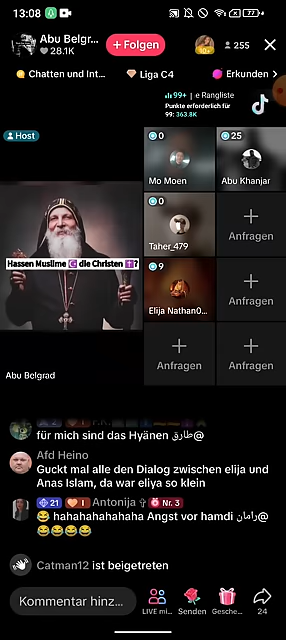 13:08
77
Abu Belgr...
28.1K
+ Folgen
10+
255
Chatten und Int...
Liga C4
Erkunden
99+ | e Rangliste
Punkte erforderlich für
99: 363.8K
Host
0
25
Mo Moen
Abu Khanjar
0
Taher_479
Anfragen
9
Elija Nathan0...
Anfragen
Anfragen
Anfragen
Hassen Muslime ☪️ die Christen ✝️?
Abu Belgrad
für mich sind das Hyänen @طارق
Afd Heino
Guckt mal alle den Dialog zwischen elija und
Anas Islam, da war eliya so klein
21 1 Antonija ✞ Nr. 3
😂 hahahahahahaha Angst vor hamdi @رامان
😂😂😂😂
Catman12 ist beigetreten
Kommentar hinz...
LIVE mi...
Senden
Gesche...
24